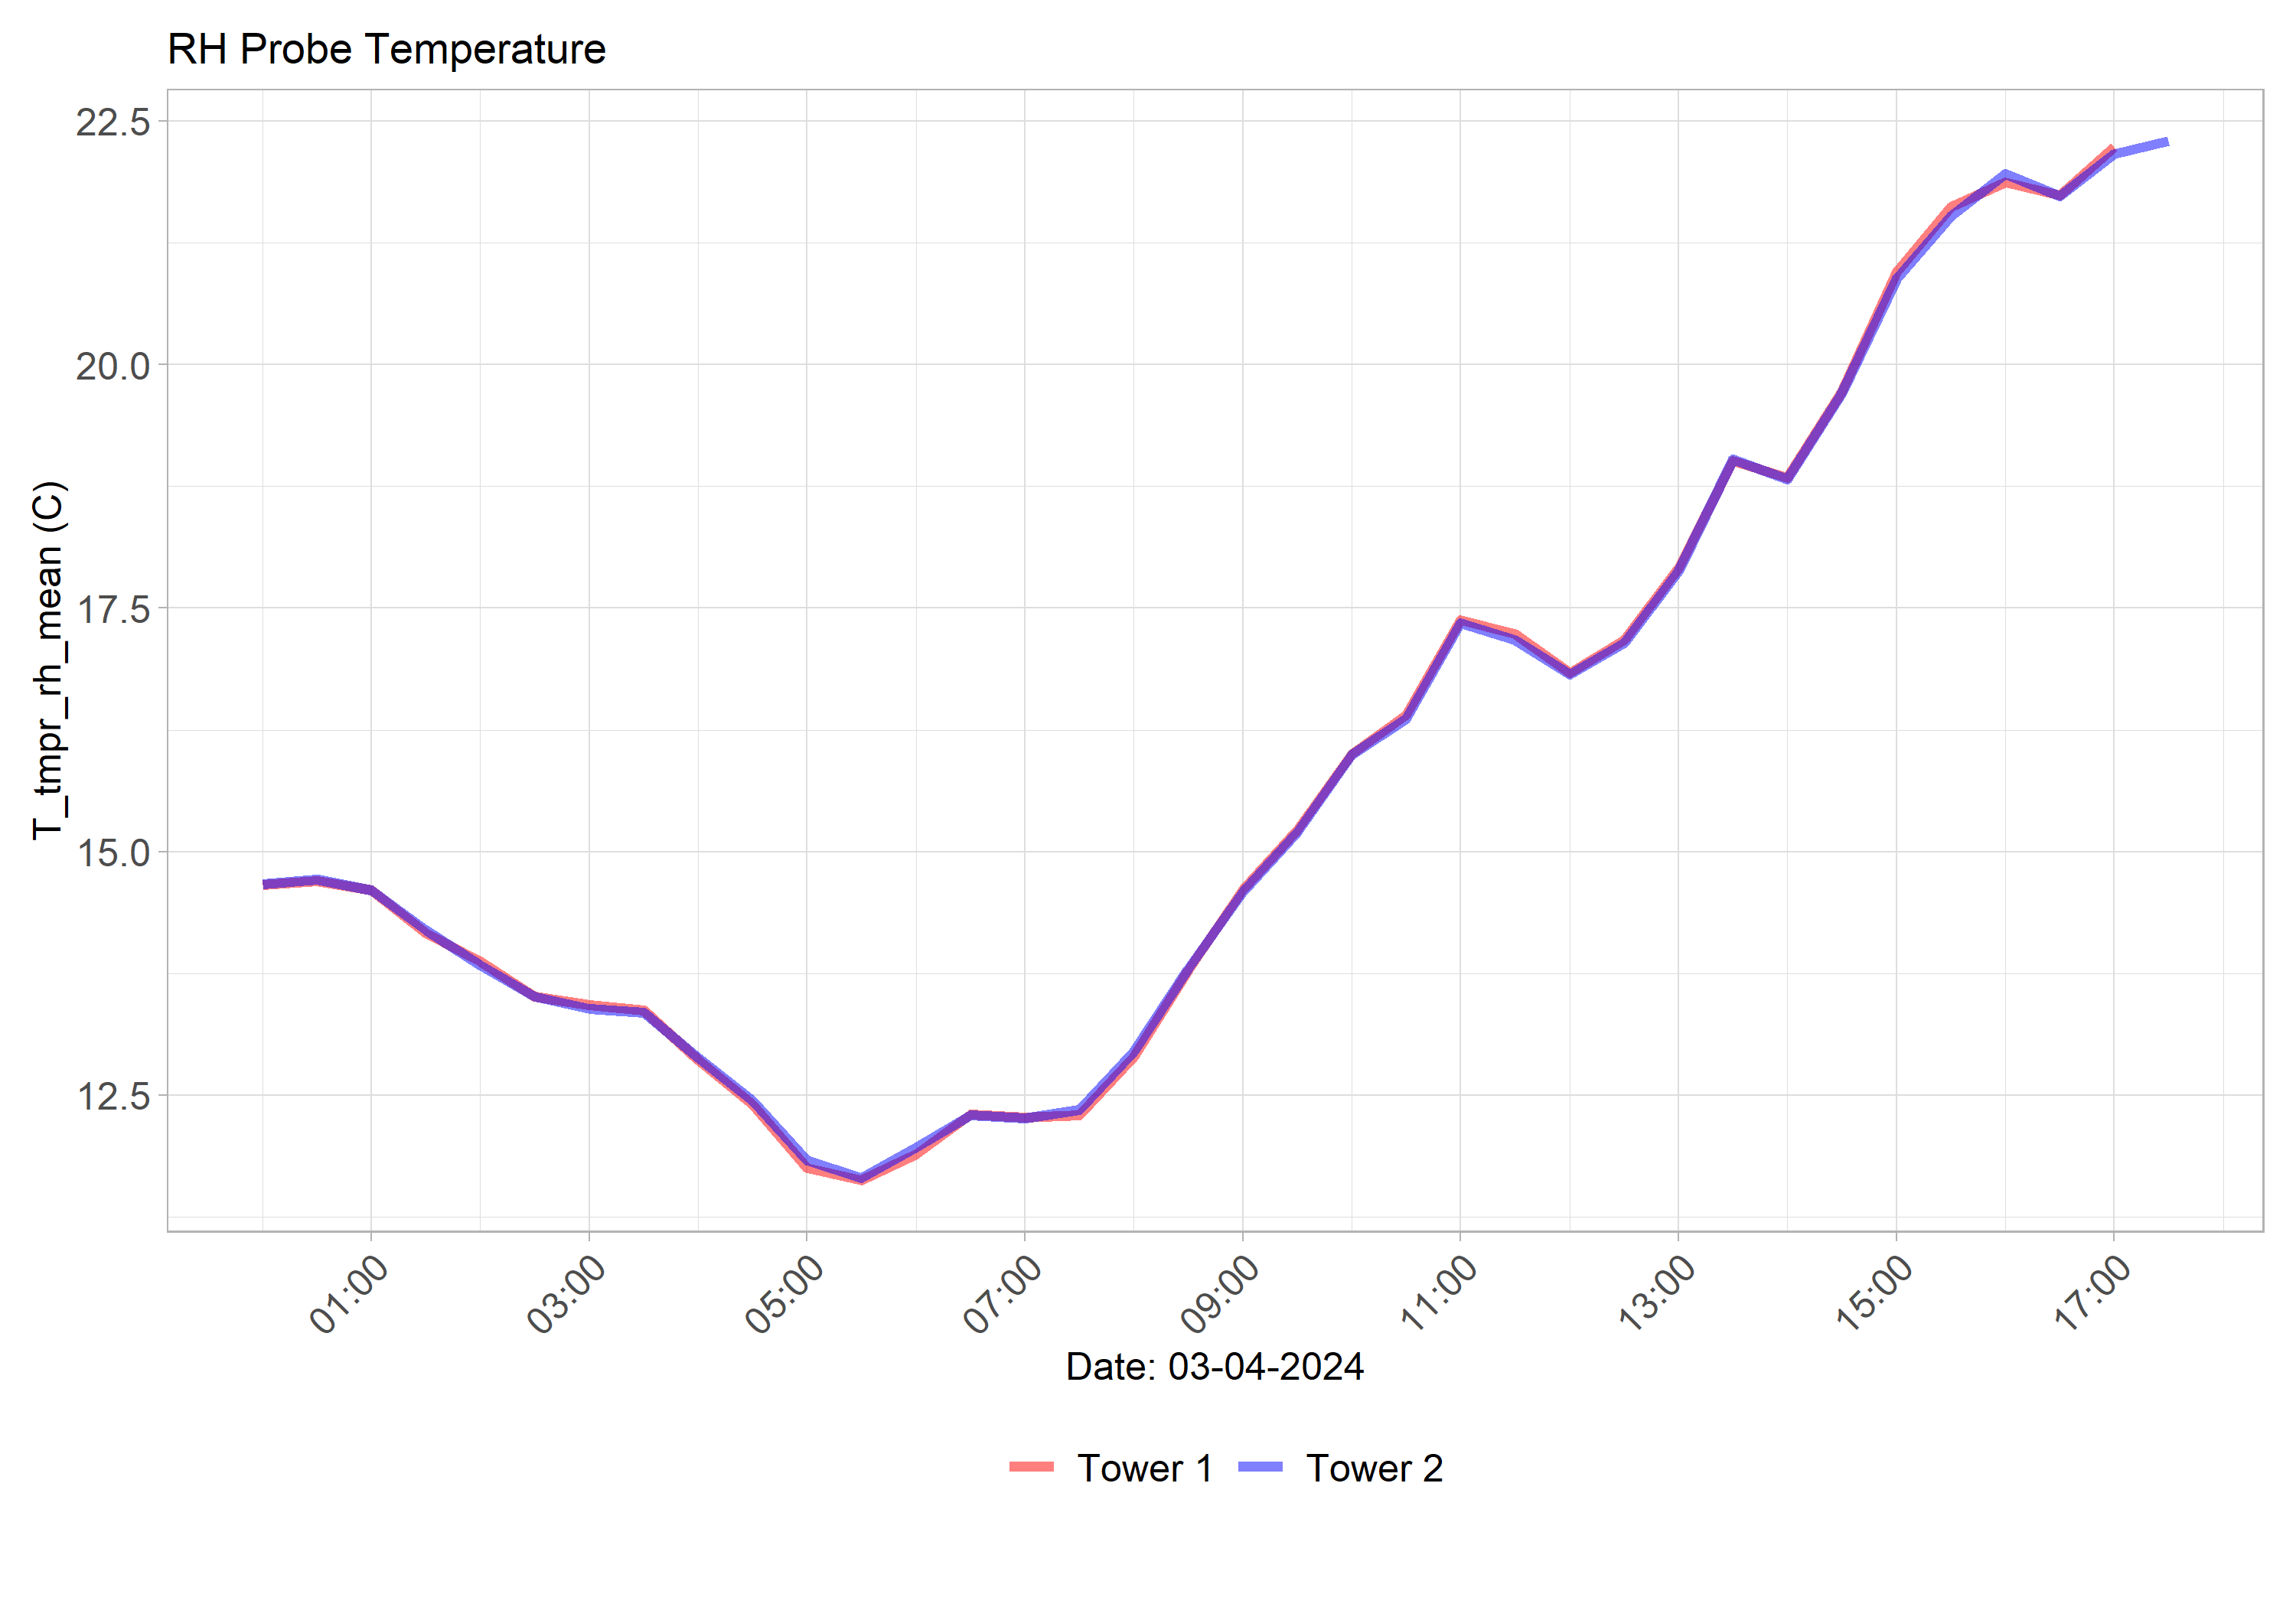 RH Probe Temperature
22.5
20.0
17.5
15.0
12.5
T_tmpr_rh_mean (C)
01:00 03:00 05:00 07:00 09:00 11:00 13:00 15:00 17:00
Date: 03-04-2024
Tower 1 Tower 2